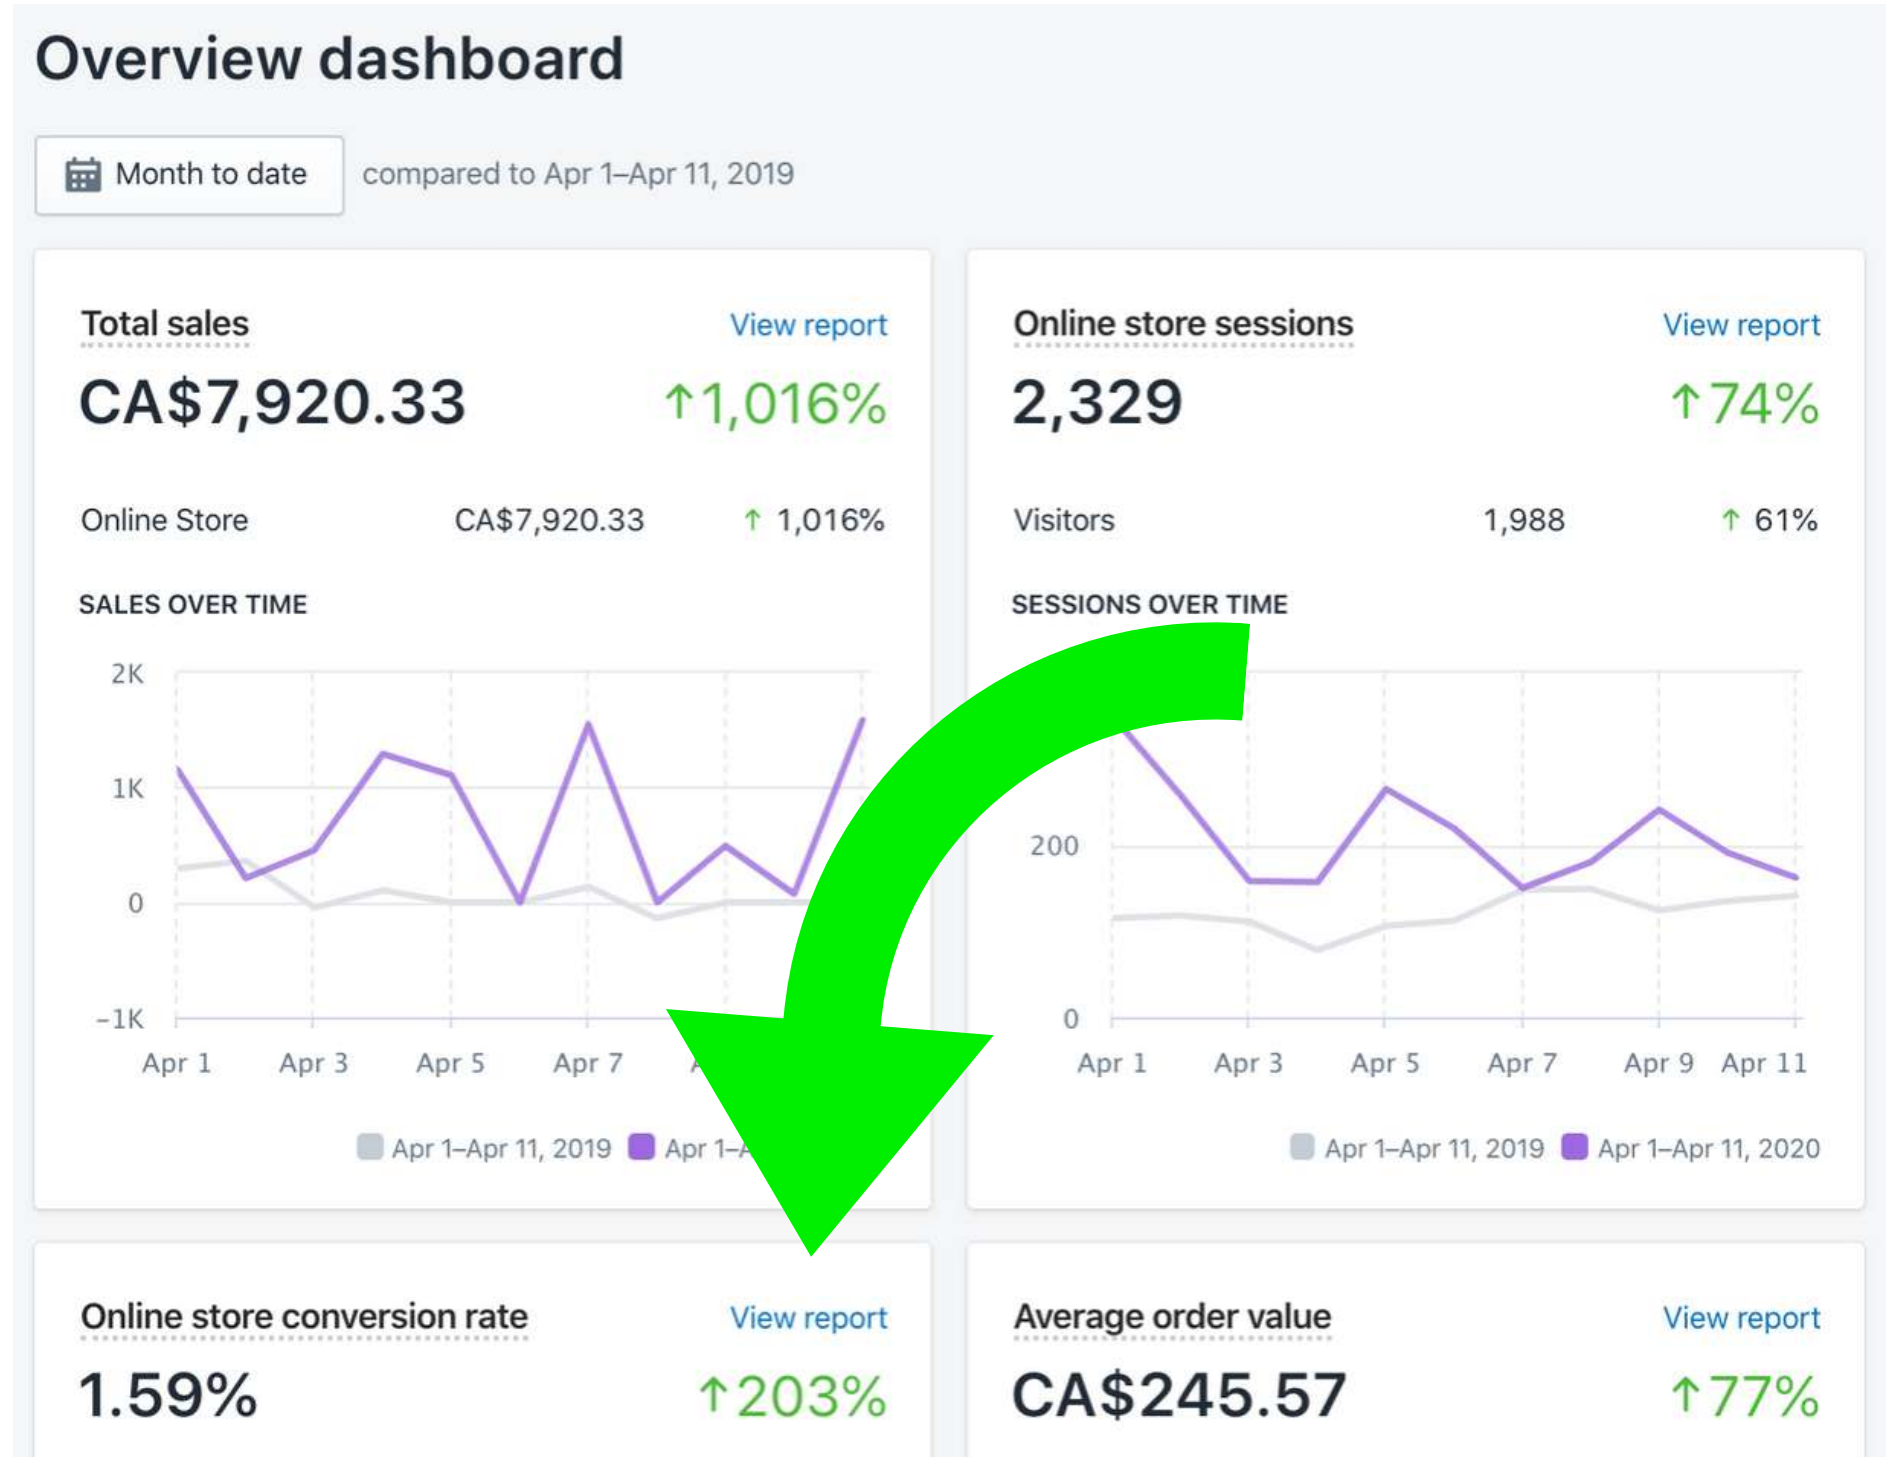 Overview dashboard
Month to date compared to Apr 1–Apr 11, 2019
Total sales View report
CA$7,920.33 ↑1,016%
Online Store CA$7,920.33 ↑ 1,016%
SALES OVER TIME
2K
1K
0
−1K
Apr 1 Apr 3 Apr 5 Apr 7
Apr 1–Apr 11, 2019 Apr 1–
Online store sessions View report
2,329 ↑74%
Visitors 1,988 ↑ 61%
SESSIONS OVER TIME
200
0
Apr 1 Apr 3 Apr 5 Apr 7 Apr 9 Apr 11
Apr 1–Apr 11, 2019 Apr 1–Apr 11, 2020
Online store conversion rate View report
1.59% ↑203%
Average order value View report
CA$245.57 ↑77%